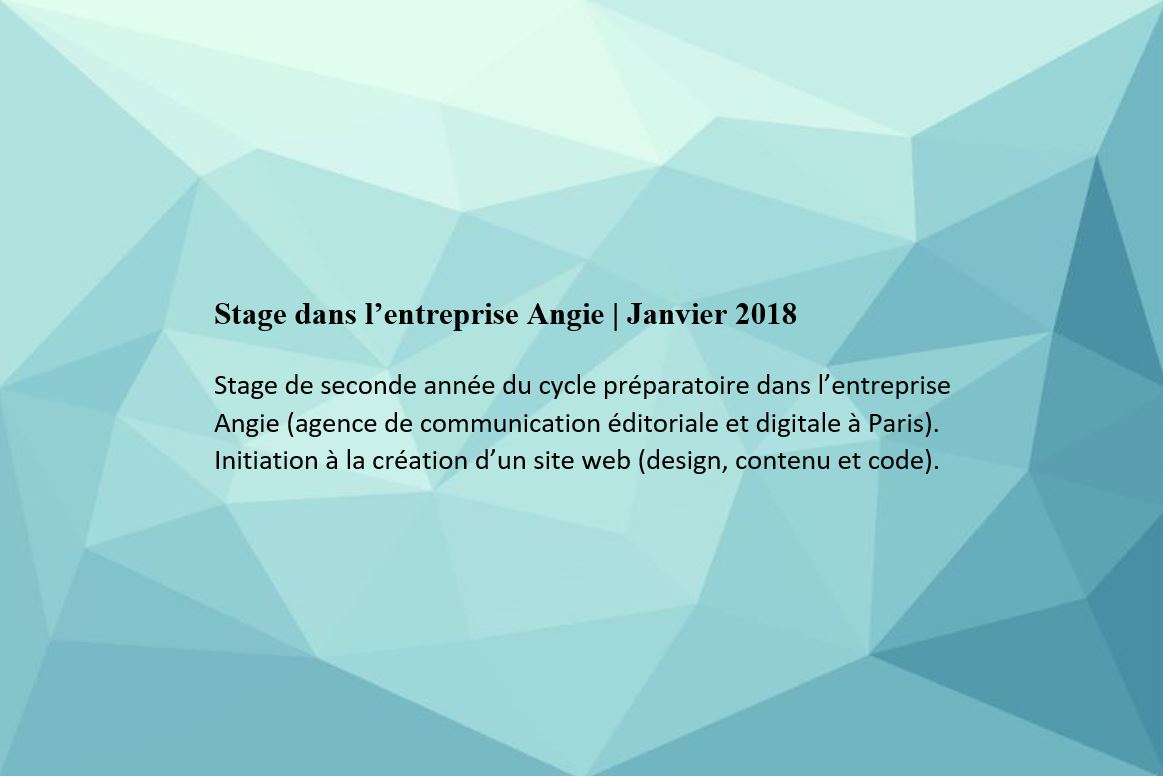 Stage dans l’entreprise Angie | Janvier 2018
Stage de seconde année du cycle préparatoire dans l’entreprise
Angie (agence de communication éditoriale et digitale à Paris).
Initiation à la création d’un site web (design, contenu et code).